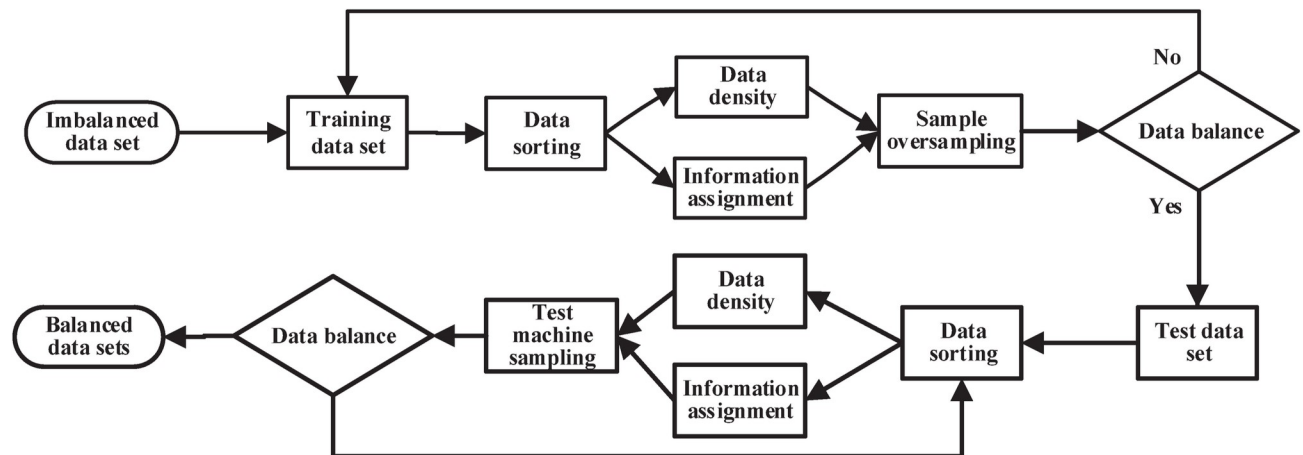 No
Imbalanced
data set
Training
data set
Data
sorting
Data
density
Information
assignment
Sample
oversampling
Data balance
Yes
Balanced
data sets
Data balance
Test
machine
sampling
Data
density
Information
assignment
Data
sorting
Test data
set